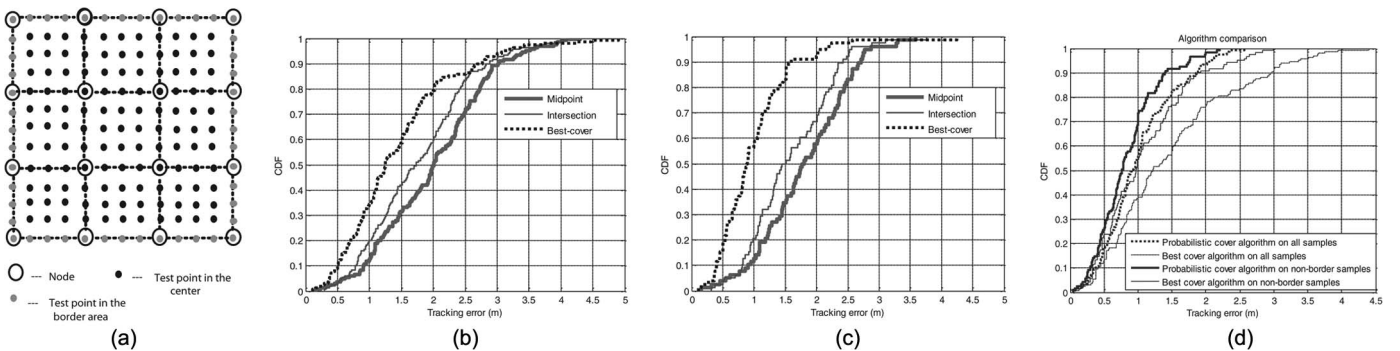 Node
Test point in the center
Test point in the border area
(a)
1
0.9
0.8
0.7
0.6
0.5
0.4
0.3
0.2
0.1
0
CDF
Midpoint
Intersection
Best-cover
0 0.5 1 1.5 2 2.5 3 3.5 4 4.5 5
Tracking error (m)
(b)
1
0.9
0.8
0.7
0.6
0.5
0.4
0.3
0.2
0.1
0
CDF
Midpoint
Intersection
Best-cover
0 0.5 1 1.5 2 2.5 3 3.5 4 4.5 5
Tracking error (m)
(c)
Algorithm comparison
1
0.9
0.8
0.7
0.6
0.5
0.4
0.3
0.2
0.1
0
CDF
Probabilistic cover algorithm on all samples
Best cover algorithm on all samples
Probabilistic cover algorithm on non-border samples
Best cover algorithm on non-border samples
0 0.5 1 1.5 2 2.5 3 3.5 4 4.5
Tracking error (m)
(d)